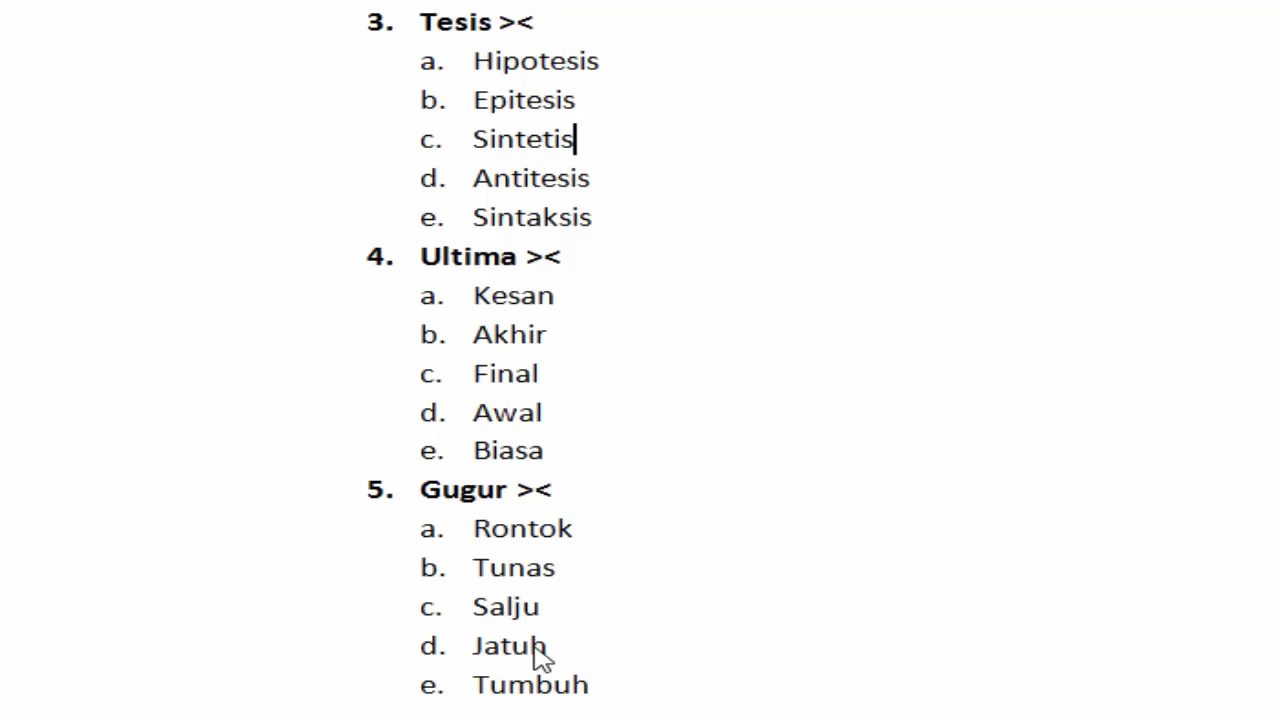 3. Tesis ><
a. Hipotesis
b. Epitesis
c. Sintetis
d. Antitesis
e. Sintaksis
4. Ultima ><
a. Kesan
b. Akhir
c. Final
d. Awal
e. Biasa
5. Gugur ><
a. Rontok
b. Tunas
c. Salju
d. Jatuh
e. Tumbuh